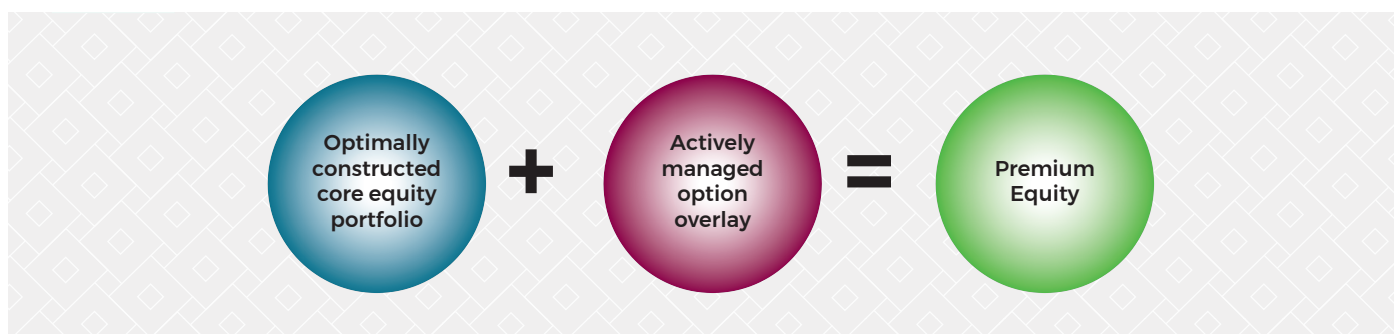 Optimally
constructed
core equity
portfolio
+
Actively
managed
option
overlay
=
Premium
Equity